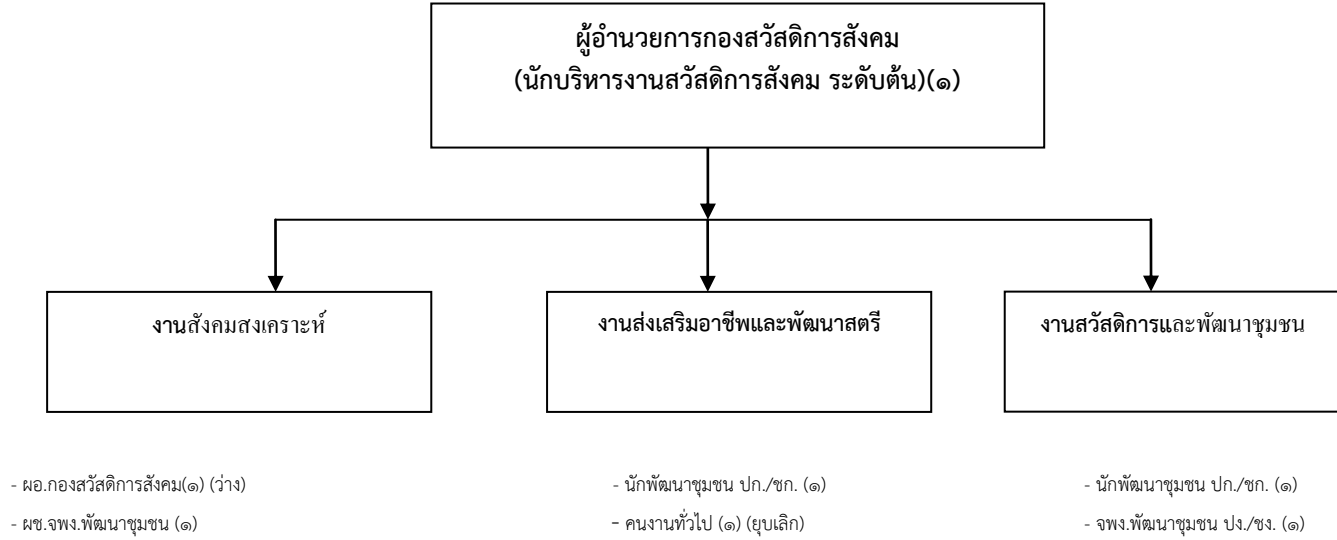 ผู้อำนวยการกองสวัสดิการสังคม
(นักบริหารงานสวัสดิการสังคม ระดับต้น)(๑)
งานสังคมสงเคราะห์
งานส่งเสริมอาชีพและพัฒนาสตรี
งานสวัสดิการและพัฒนาชุมชน
- ผอ.กองสวัสดิการสังคม(๑) (ว่าง)
- ผช.จพง.พัฒนาชุมชน (๑)
- นักพัฒนาชุมชน ปก./ชก. (๑)
- คนงานทั่วไป (๑) (ยุบเลิก)
- นักพัฒนาชุมชน ปก./ชก. (๑)
- จพง.พัฒนาชุมชน ปง./ชง. (๑)